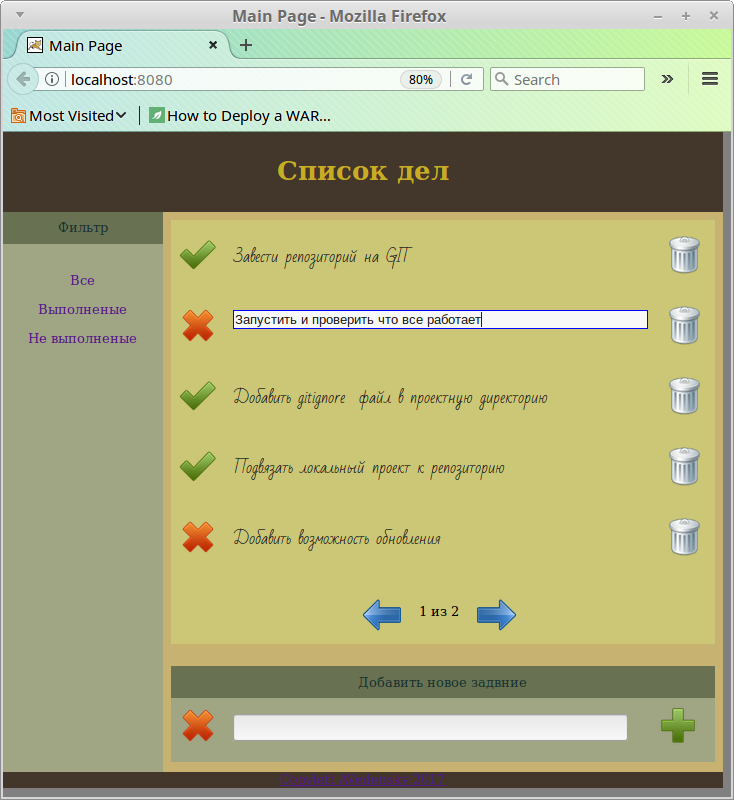 Main Page - Mozilla Firefox
Main Page
localhost:8080
80%
Search
Most Visited
How to Deploy a WAR...
Список дел
Фильтр
Все
Выполненые
Не выполненые
Завести репозиторий на GIT
Запустить и проверить что все работает
Добавить gitignore файл в проектную директорию
Подвязать локальный проект к репозиторию
Добавить возможность обновления
1 из 2
Добавить новое задвние
2017